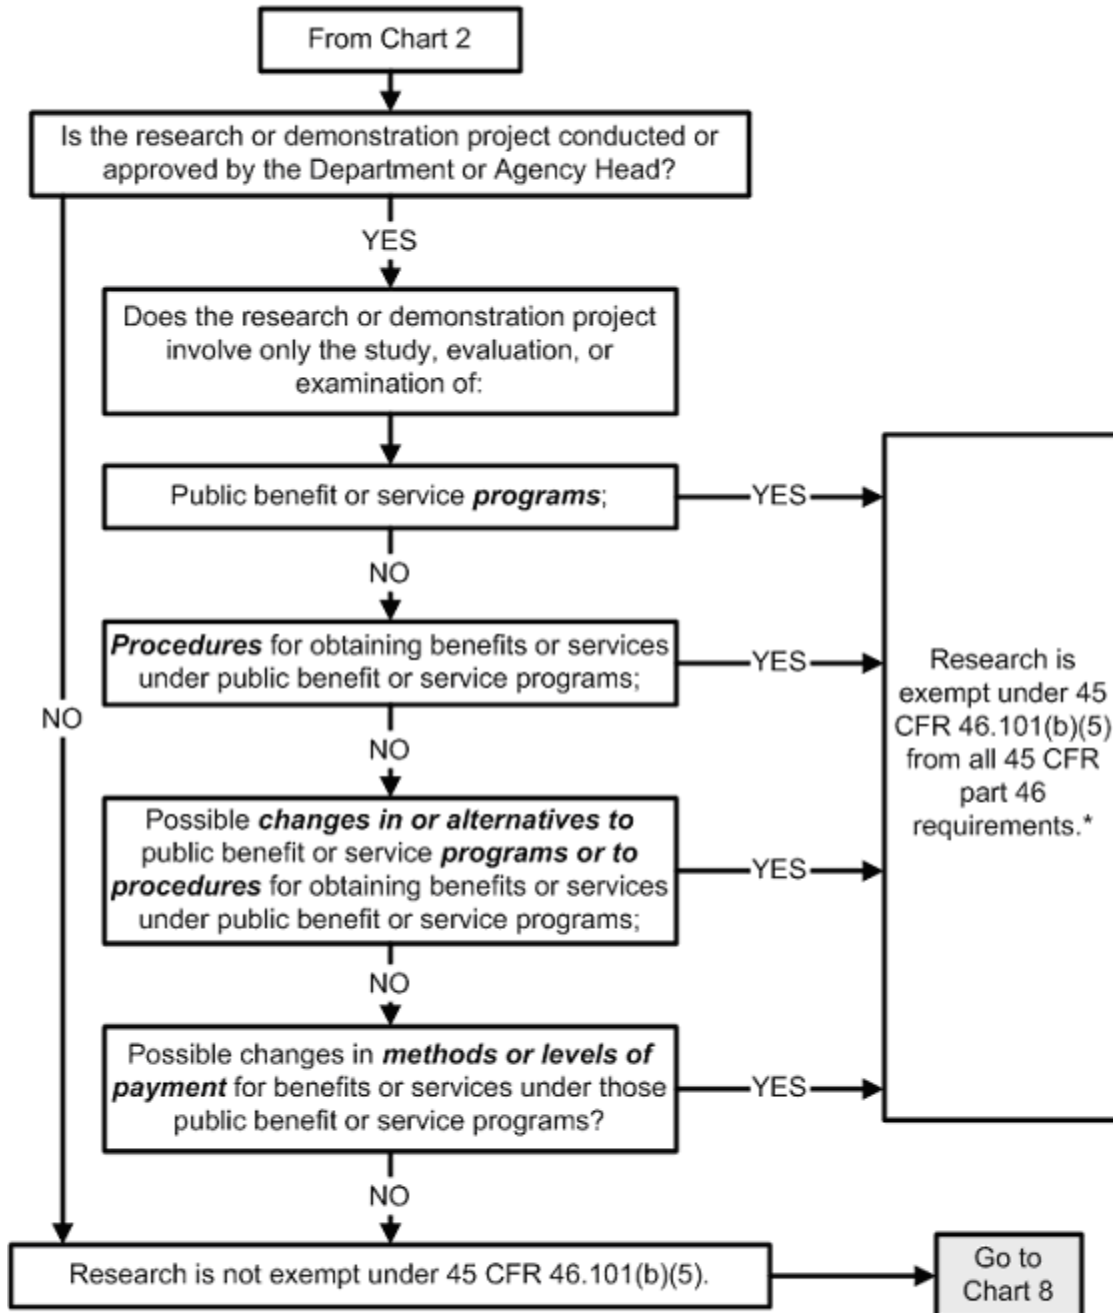 From Chart 2
Is the research or demonstration project conducted or
approved by the Department or Agency Head?
YES
Does the research or demonstration project
involve only the study, evaluation, or
examination of:
Public benefit or service programs;
YES
NO
Procedures for obtaining benefits or services
under public benefit or service programs;
YES
NO
NO
Possible changes in or alternatives to
public benefit or service programs or to
procedures for obtaining benefits or services
under public benefit or service programs;
YES
NO
Possible changes in methods or levels of
payment for benefits or services under those
public benefit or service programs?
YES
NO
Research is
exempt under 45
CFR 46.101(b)(5)
from all 45 CFR
part 46
requirements.*
Research is not exempt under 45 CFR 46.101(b)(5).
Go to
Chart 8